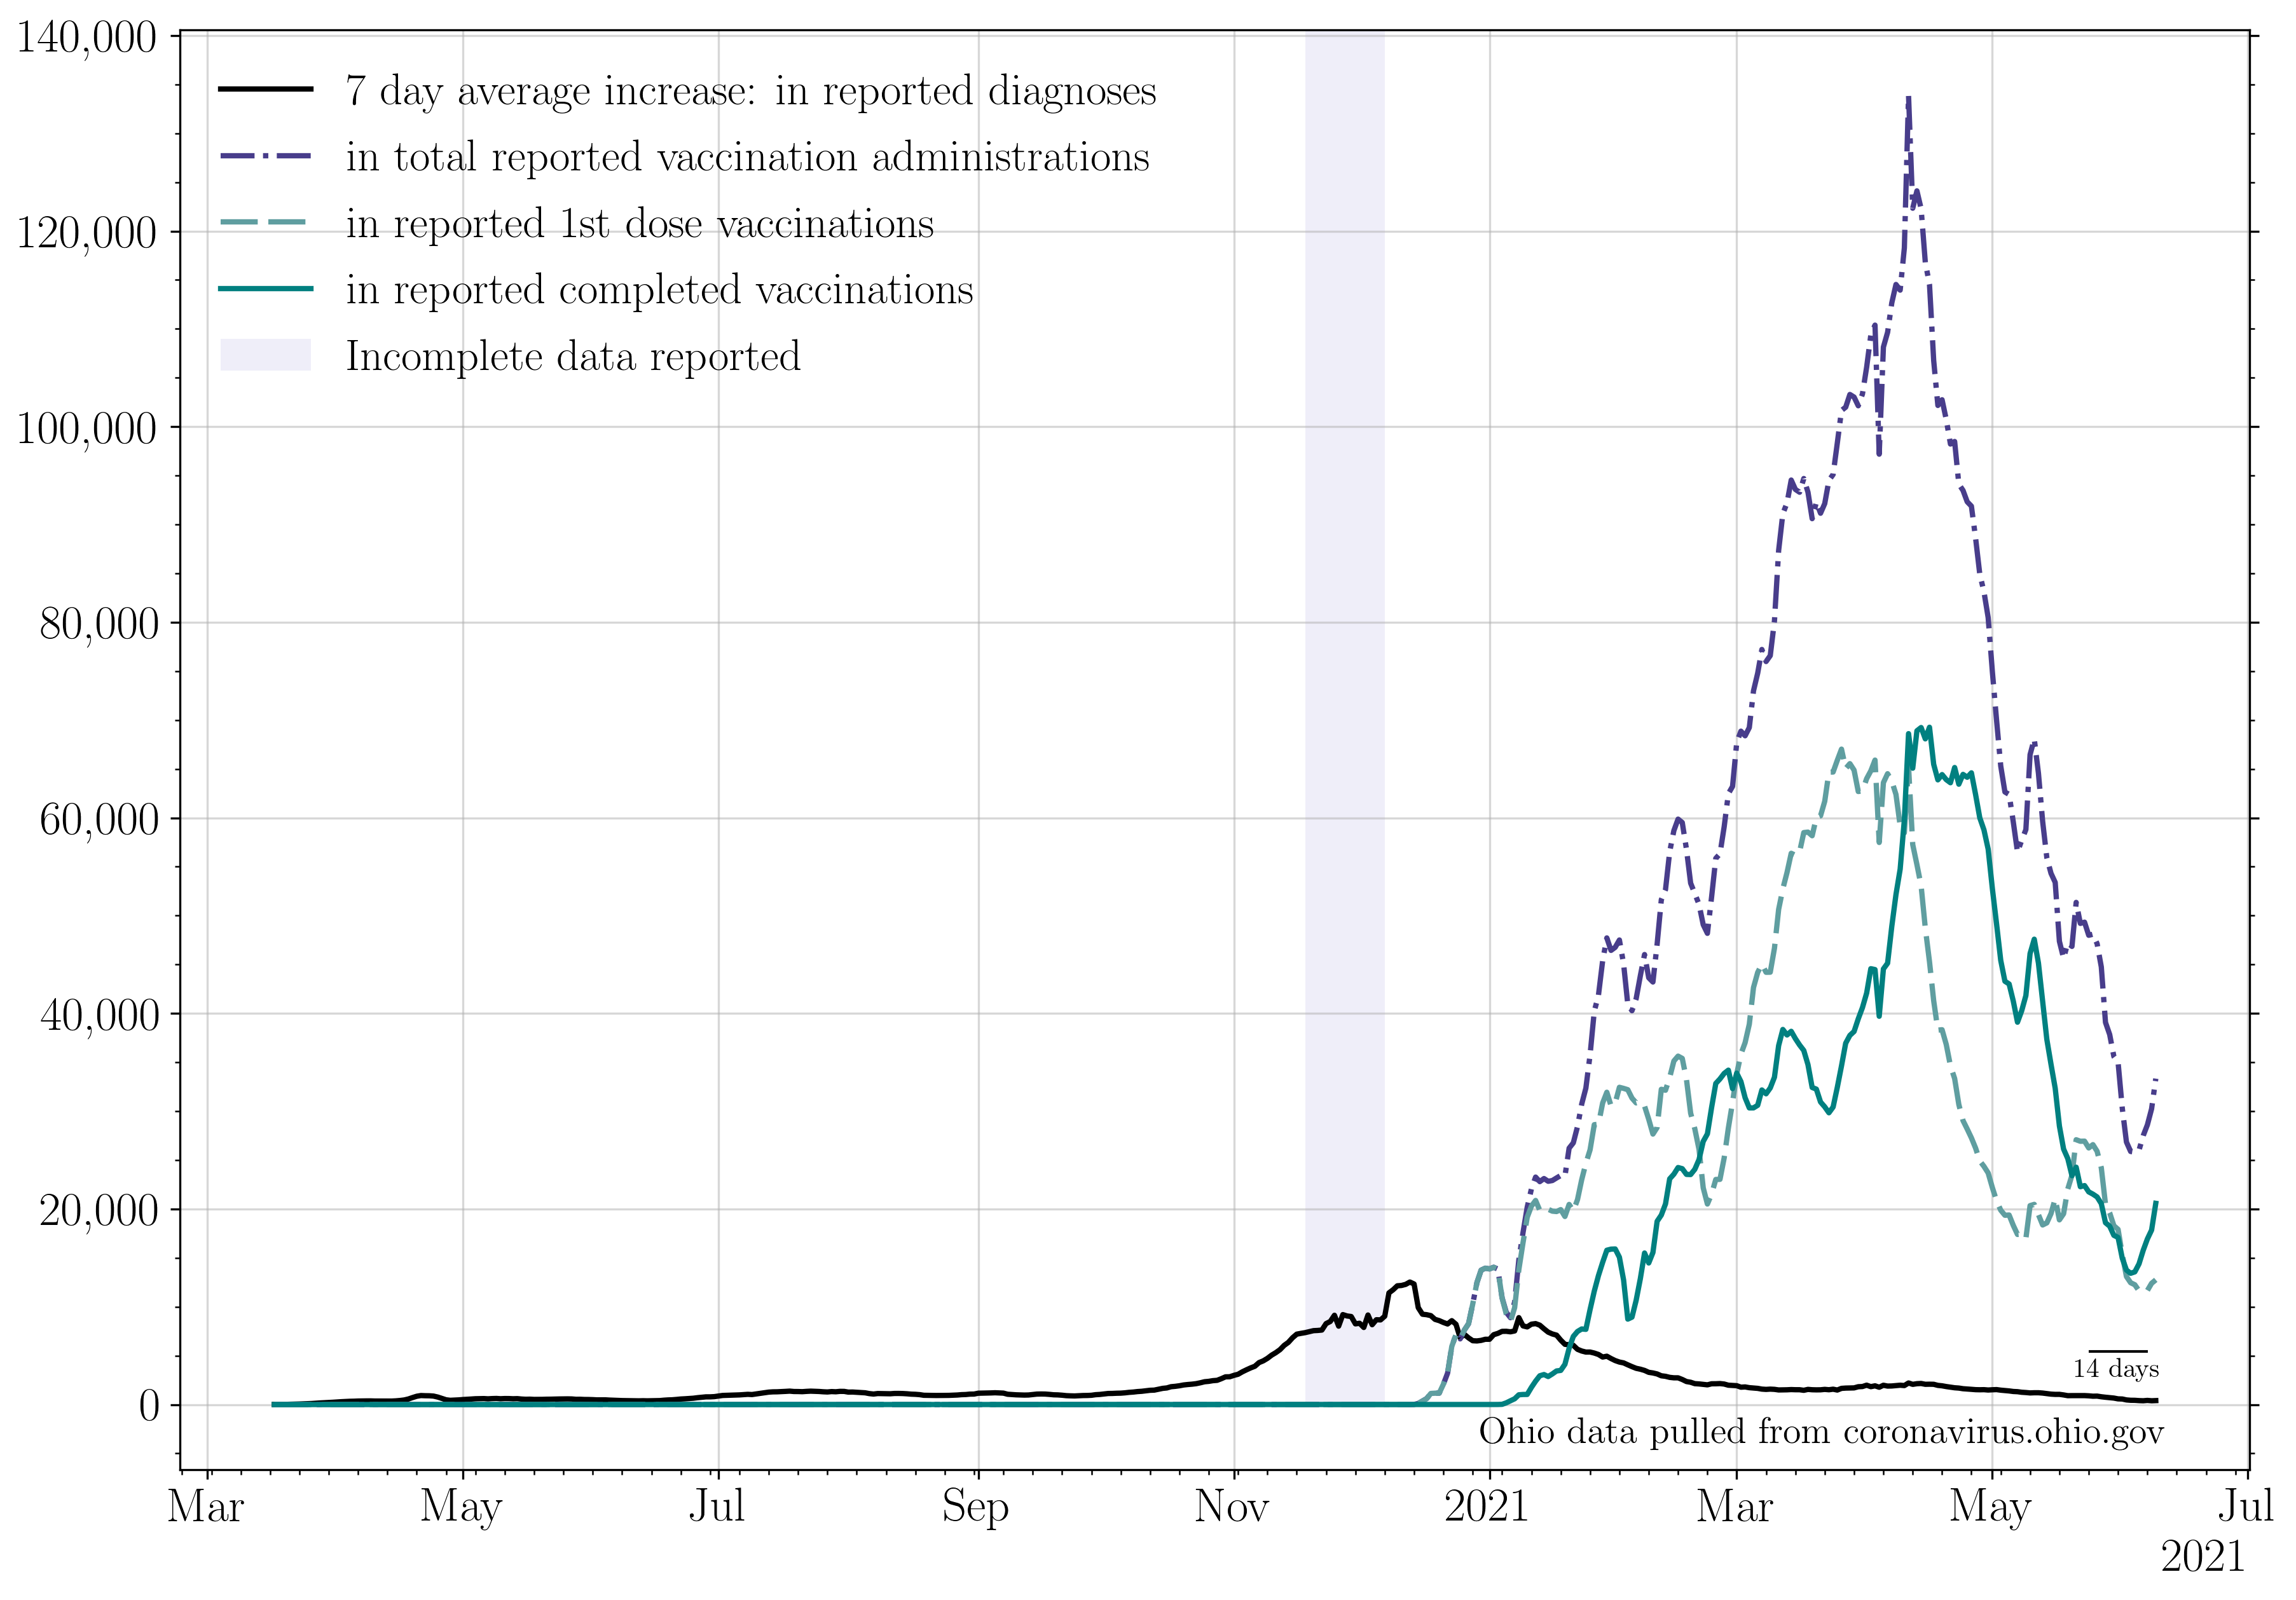 140,000
120,000
100,000
80,000
60,000
40,000
20,000
0
7 day average increase: in reported diagnoses
in total reported vaccination administrations
in reported 1st dose vaccinations
in reported completed vaccinations
Incomplete data reported
14 days
Ohio data pulled from coronavirus.ohio.gov
Mar May Jul Sep Nov 2021 Mar May Jul
2021